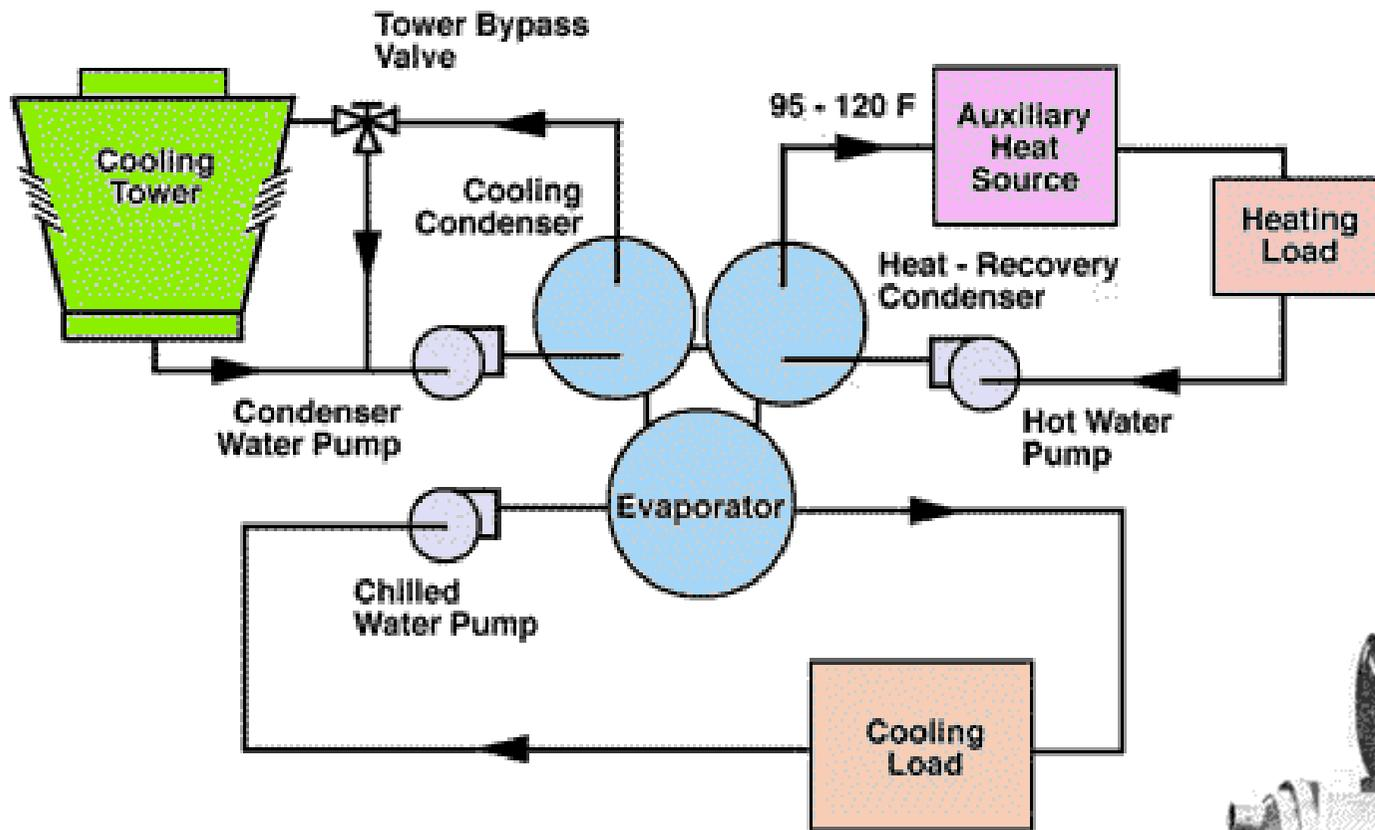 Tower Bypass
Valve
95 - 120 F
Auxiliary
Heat
Source
Cooling
Tower
Cooling
Condenser
Heating
Load
Heat - Recovery
Condenser
Condenser
Water Pump
Hot Water
Pump
Evaporator
Chilled
Water Pump
Cooling
Load